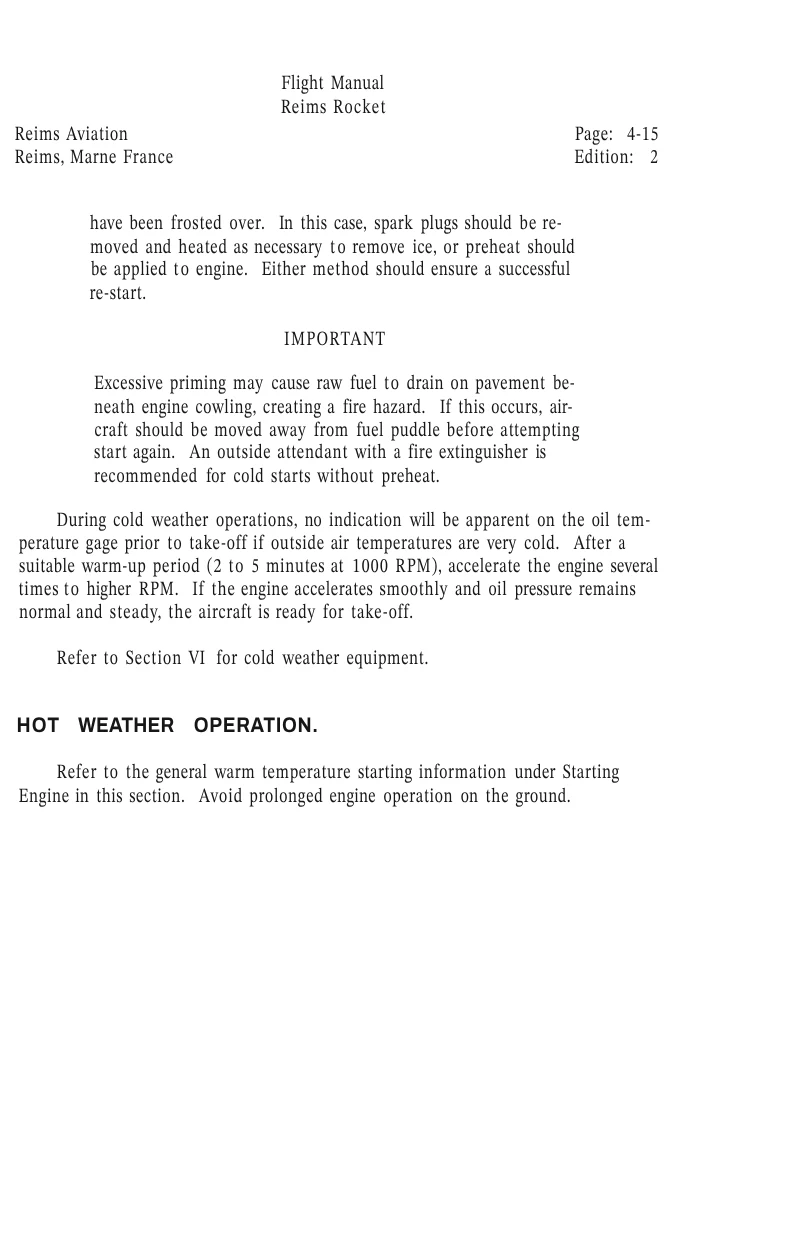 Flight Manual
Reims Rocket
Reims Aviation Page: 4-15
Reims, Marne France Edition: 2
have been frosted over. In this case, spark plugs should be re-
moved and heated as necessary to remove ice, or preheat should
be applied to engine. Either method should ensure a successful
re-start.
IMPORTANT
Excessive priming may cause raw fuel to drain on pavement be-
neath engine cowling, creating a fire hazard. If this occurs, air-
craft should be moved away from fuel puddle before attempting
start again. An outside attendant with a fire extinguisher is
recommended for cold starts without preheat.
During cold weather operations, no indication will be apparent on the oil tem-
perature gage prior to take-off if outside air temperatures are very cold. After a
suitable warm-up period (2 to 5 minutes at 1000 RPM), accelerate the engine several
times to higher RPM. If the engine accelerates smoothly and oil pressure remains
normal and steady, the aircraft is ready for take-off.
Refer to Section VI for cold weather equipment.
HOT WEATHER OPERATION.
Refer to the general warm temperature starting information under Starting
Engine in this section. Avoid prolonged engine operation on the ground.